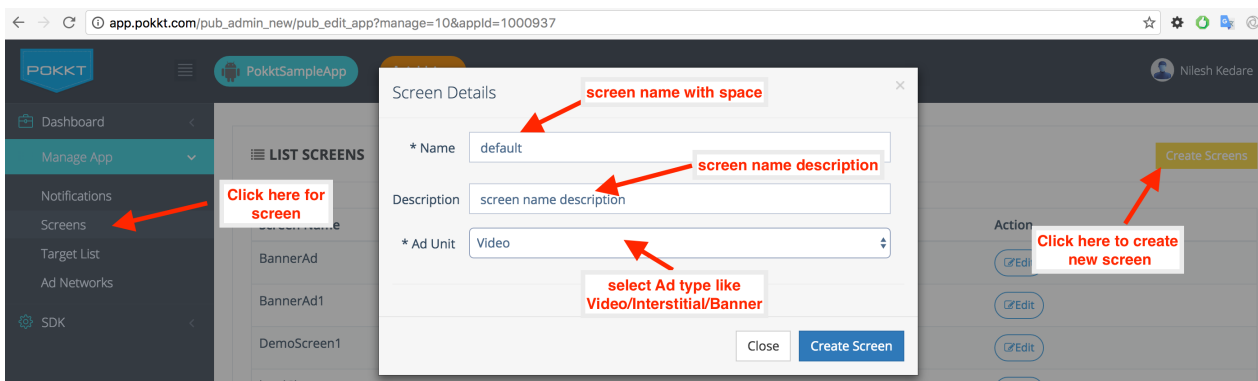 app.pokkt.com/pub_admin_new/pub_edit_app?manage=10&appId=1000937
POKKT
PokktSampleApp
Nilesh Kedare
Screen Details
×
screen name with space
Dashboard
Manage App
LIST SCREENS
* Name
default
Create Screens
screen name description
Notifications
Click here for
screen
Description
screen name description
Screens
Screen Name
Action
* Ad Unit
Video
Click here to create
new screen
Target List
BannerAd
Edit
Ad Networks
select Ad type like
Video/Interstitial/Banner
BannerAd1
Edit
SDK
DemoScreen1
Close
Create Screen
Edit